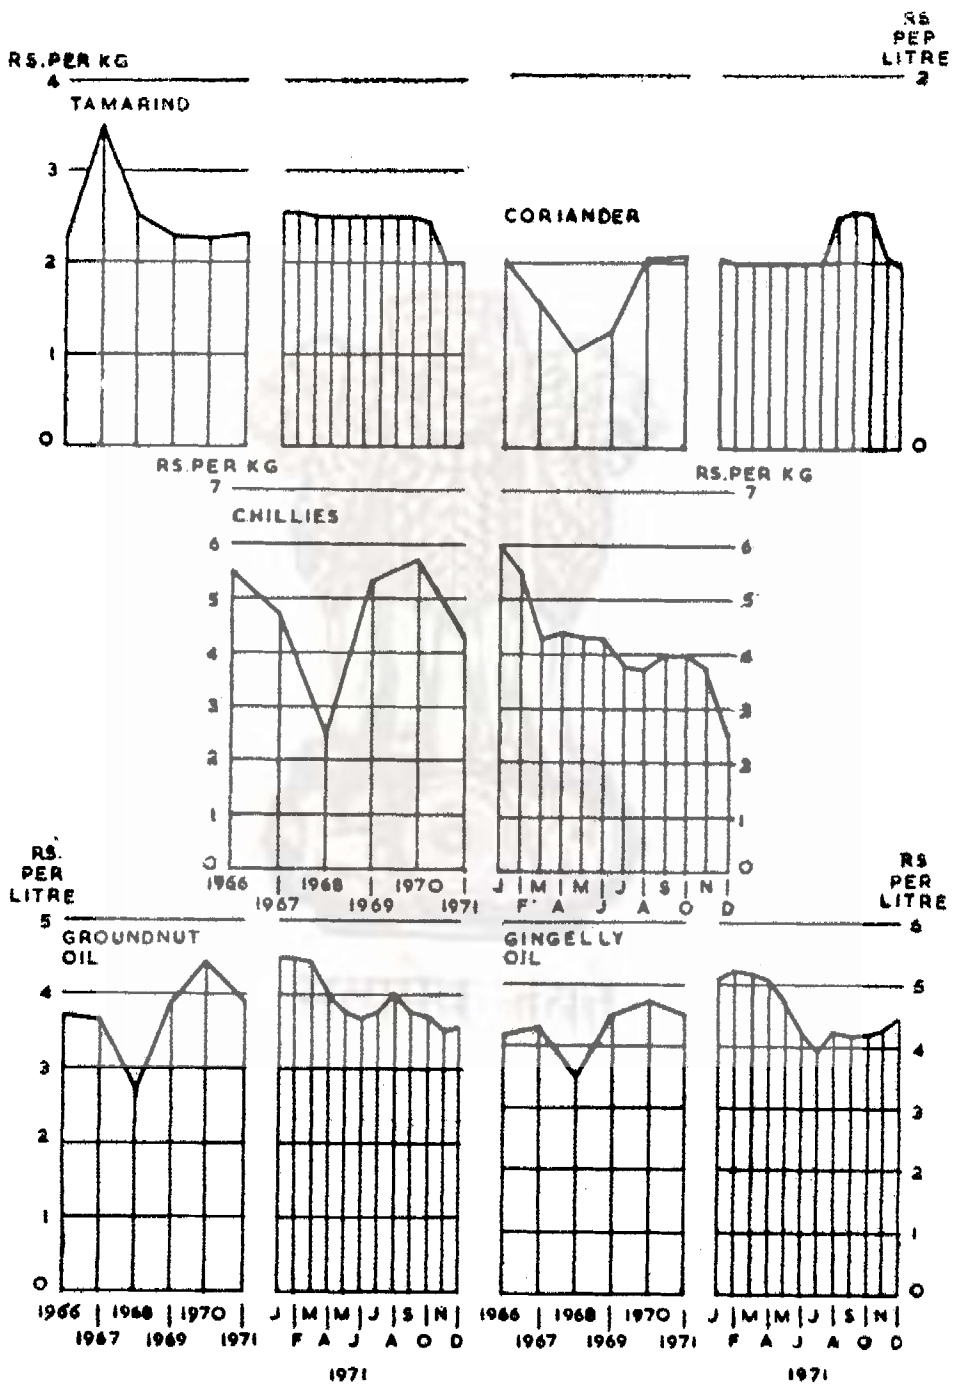 RS. PER LITRE
RS. PER KG
4 2
TAMARIND
3
CORIANDER
2
1
0 0
RS. PER KG RS. PER KG
7 7
CHILLIES
6 6
5 5
4 4
3 3
2 2
1 1
0 0
1966 1968 1970 J M M J S N
1967 1969 1971 F A J A O D
RS. PER LITRE RS PER LITRE
5 6
GROUNDNUT OIL GINGELLY OIL
4 5
4
3
3
2
2
1 1
0 0
1966 1968 1970 J M M J S N 1966 1968 1970 J M M J S N
1967 1969 1971 F A J A O D 1967 1969 1971 F A J A O D
1971 1971